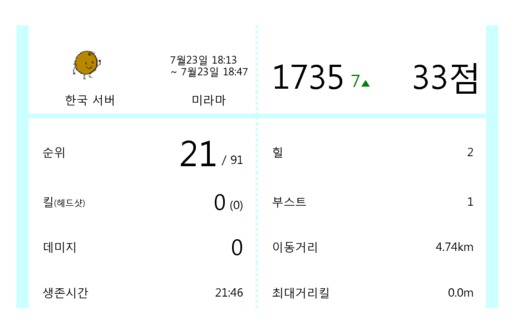 7월23일 18:13
~ 7월23일 18:47
한국 서버
미라마
1735 7▲
33점
순위
21 / 91
킬(헤드샷)
0 (0)
데미지
0
생존시간
21:46
힐
2
부스트
1
이동거리
4.74km
최대거리킬
0.0m